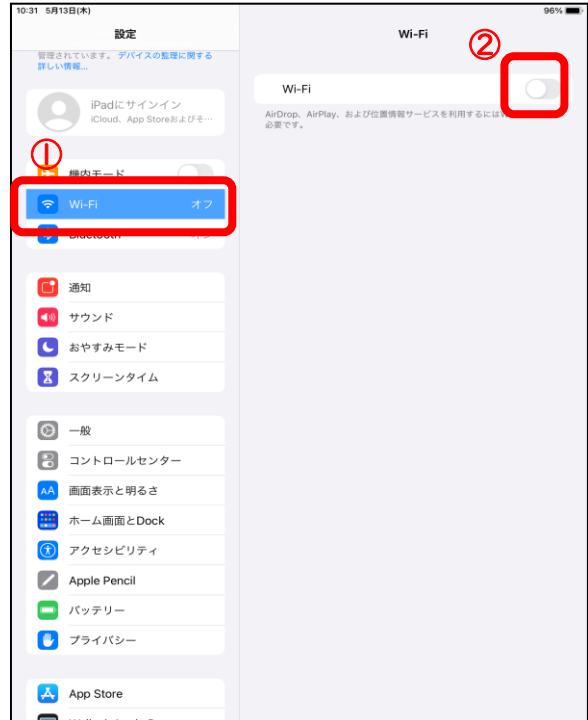 10:31 5月13日(木)
96%
設定
Wi-Fi
管理されています。デバイスの監理に関する
詳しい情報...
②
Wi-Fi
iPadにサインイン
iCloud、App Storeおよびそ…
AirDrop、AirPlay、および位置情報サービスを利用するには
必要です。
①
機内モード
Wi-Fi オフ
Bluetooth
通知
サウンド
おやすみモード
スクリーンタイム
一般
コントロールセンター
AA 画面表示と明るさ
ホーム画面とDock
アクセシビリティ
Apple Pencil
バッテリー
プライバシー
App Store